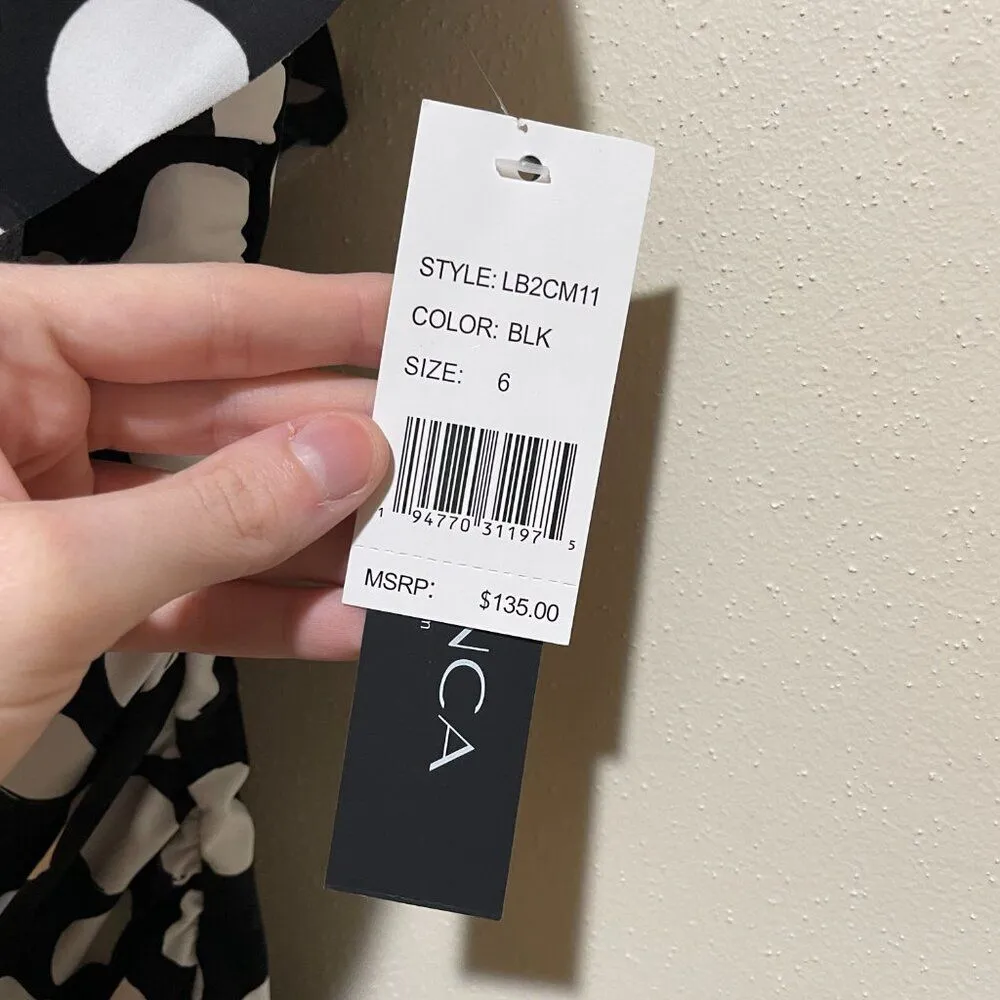 STYLE: LB2CM11
COLOR: BLK
SIZE: 6
1 94770 31197 5
MSRP: $135.00
NCA